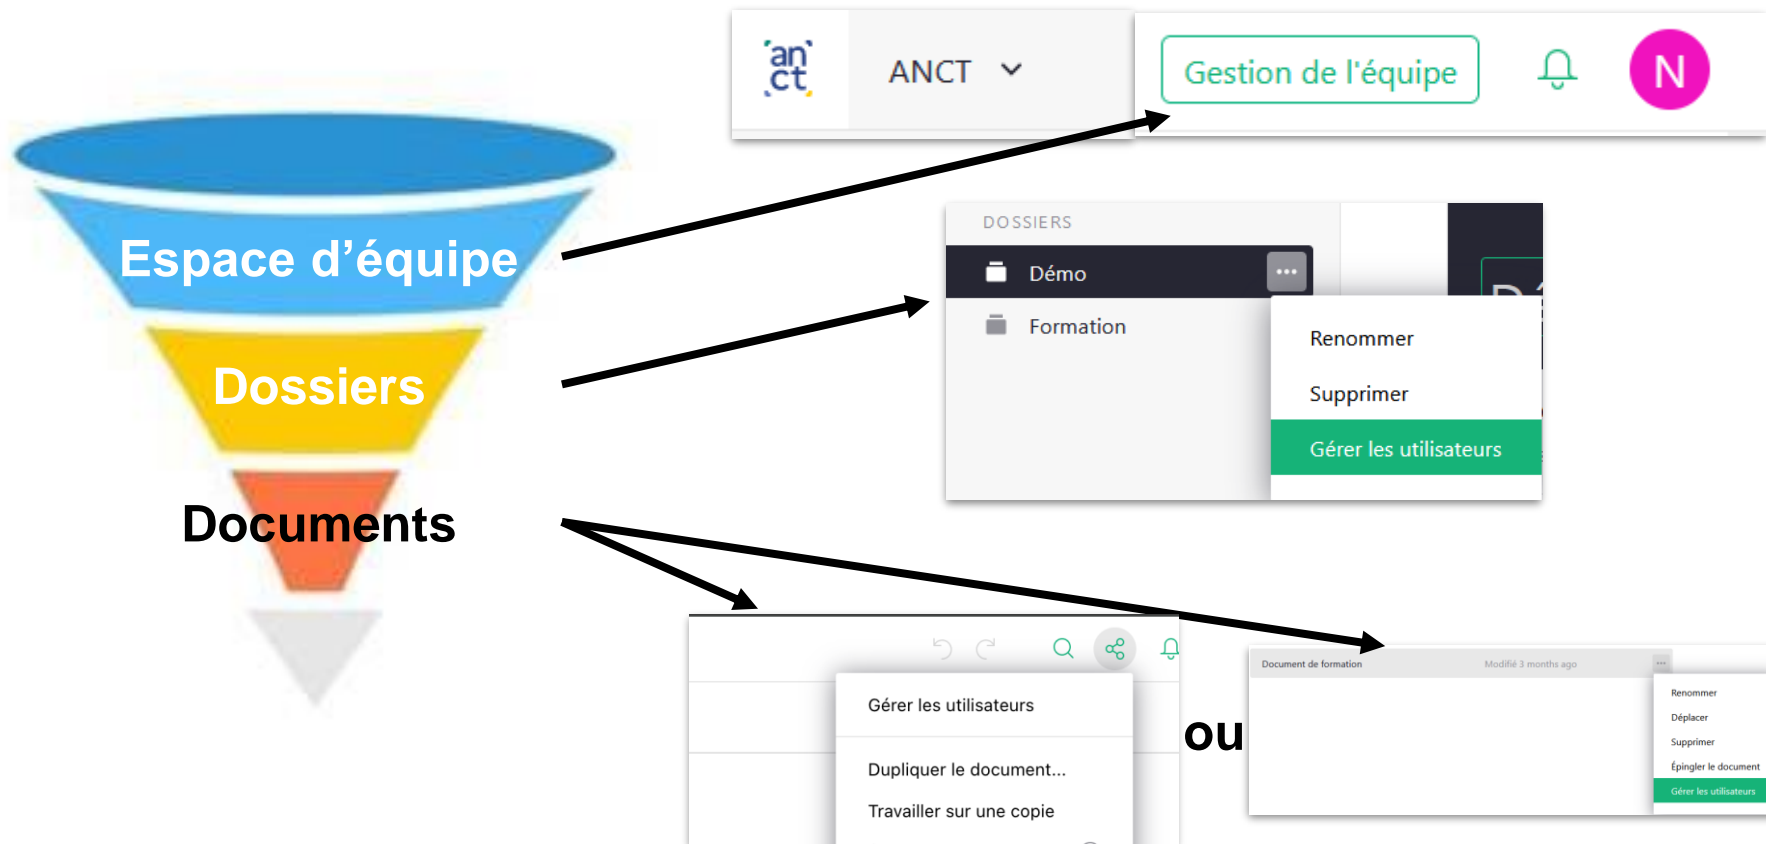 an
ct
ANCT
Gestion de l'équipe
N
Espace d'équipe
DOSSIERS
Démo
Formation
Renommer
Supprimer
Gérer les utilisateurs
Dossiers
Documents
Gérer les utilisateurs
Dupliquer le document...
Travailler sur une copie
ou
Document de formation
Modifié 3 months ago
Renommer
Déplacer
Supprimer
Épingler le document
Gérer les utilisateurs